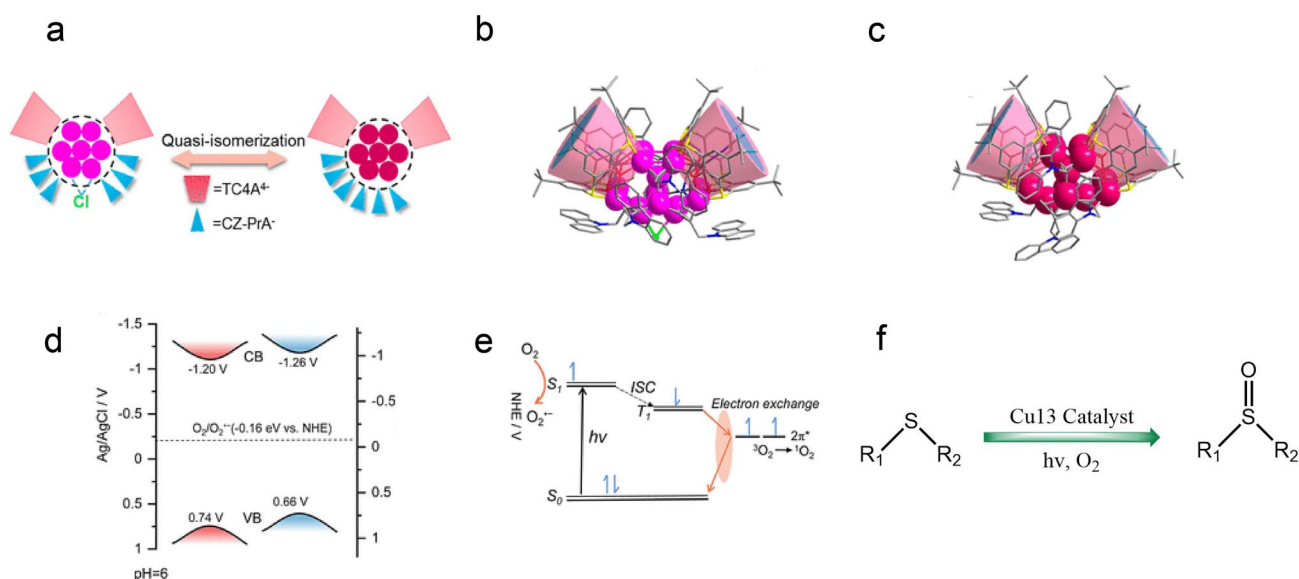 a
Quasi-isomerization
Cl
=TC4A⁴⁻
=CZ-PrA⁻
b
c
d
Ag/AgCl / V
-1.5
-1
-0.5
0
0.5
1
CB
-1.20 V
-1.26 V
O₂/O₂•⁻(-0.16 eV vs. NHE)
0.74 V
VB
0.66 V
-1
-0.5
0
0.5
1
NHE / V
pH=6
e
O₂
O₂•⁻
S₁
ISC
T₁
Electron exchange
hv
2π*
³O₂→¹O₂
S₀
f
R₁
S
R₂
Cu13 Catalyst
hv, O₂
O
S
R₁
R₂